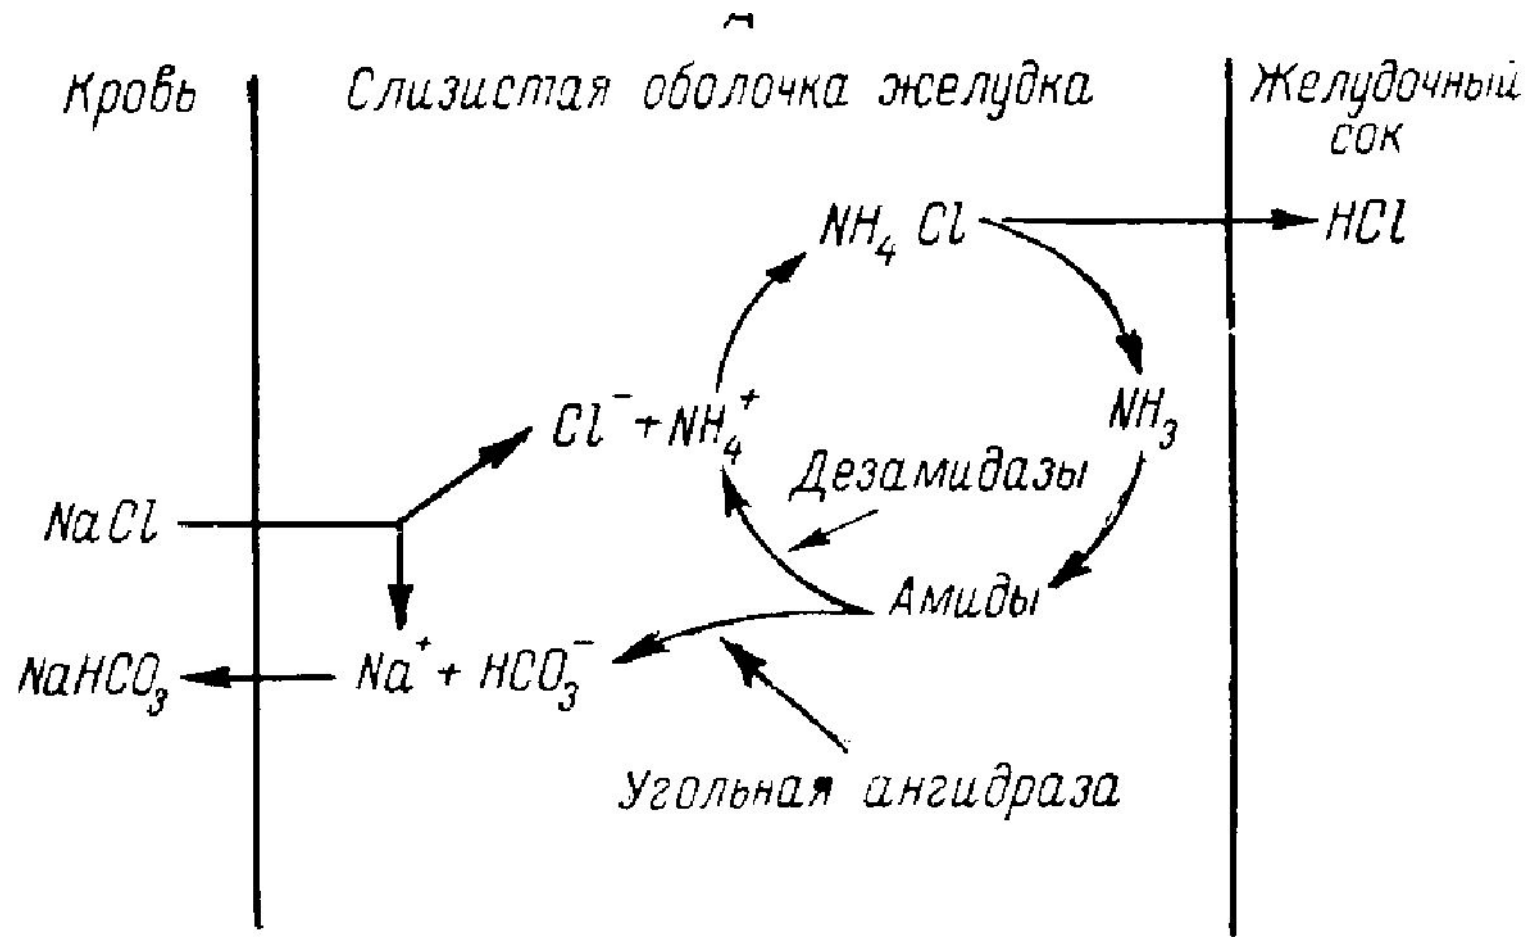 Кровь
Слизистая оболочка желудка
Желудочный
сок
NH₄ Cl
HCl
Cl⁻ + NH₄⁺
NH₃
Дезамидазы
NaCl
Амиды
NaHCO₃
Na⁺ + HCO₃⁻
Угольная ангидраза